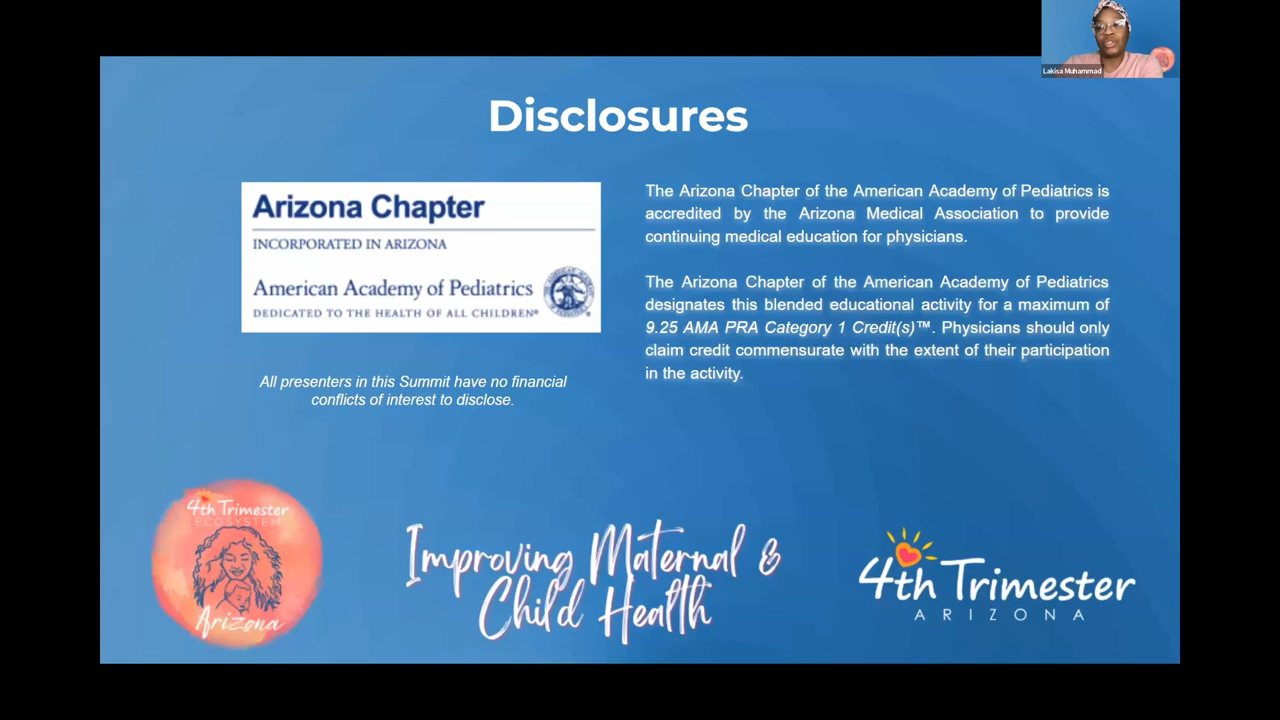 Lakisa Muhammad
Disclosures
Arizona Chapter
INCORPORATED IN ARIZONA
American Academy of Pediatrics
DEDICATED TO THE HEALTH OF ALL CHILDREN®
All presenters in this Summit have no financial
conflicts of interest to disclose.
The Arizona Chapter of the American Academy of Pediatrics is
accredited by the Arizona Medical Association to provide
continuing medical education for physicians.
The Arizona Chapter of the American Academy of Pediatrics
designates this blended educational activity for a maximum of
9.25 AMA PRA Category 1 Credit(s)™. Physicians should only
claim credit commensurate with the extent of their participation
in the activity.
4th Trimester
ECOSYSTEM
Arizona
Improving Maternal &
Child Health
4th Trimester
ARIZONA